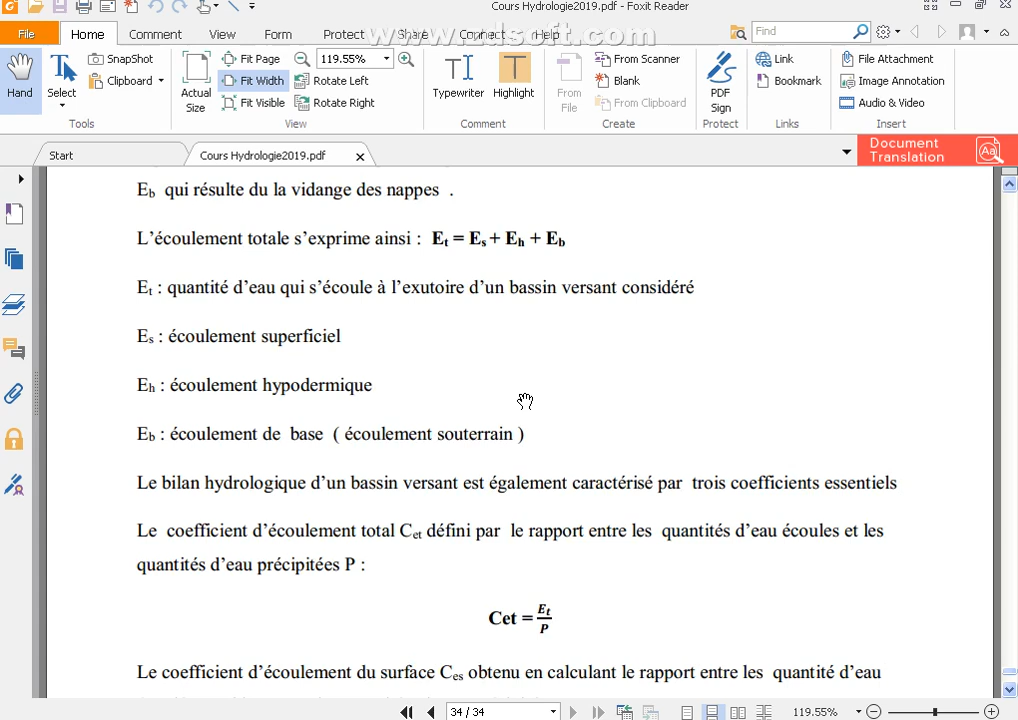 Cours Hydrologie2019.pdf - Foxit Reader
File Home Comment View Form Protect Share Connect Help Find
www.zdsoft.com
Hand Select SnapShot Clipboard Actual Size Fit Page Fit Width Fit Visible 119.55% Rotate Left Rotate Right Typewriter Highlight From File From Scanner Blank From Clipboard PDF Sign Link Bookmark File Attachment Image Annotation Audio & Video
Tools View Comment Create Protect Links Insert
Start Cours Hydrologie2019.pdf Document Translation
Eb qui résulte du la vidange des nappes .
L'écoulement totale s'exprime ainsi : Et = Es + Eh + Eb
Et : quantité d'eau qui s'écoule à l'exutoire d'un bassin versant considéré
Es : écoulement superficiel
Eh : écoulement hypodermique
Eb : écoulement de base ( écoulement souterrain )
Le bilan hydrologique d'un bassin versant est également caractérisé par trois coefficients essentiels
Le coefficient d'écoulement total Cet défini par le rapport entre les quantités d'eau écoules et les
quantités d'eau précipitées P :
Cet = Et/P
Le coefficient d'écoulement du surface Ces obtenu en calculant le rapport entre les quantité d'eau
34 / 34 119.55%